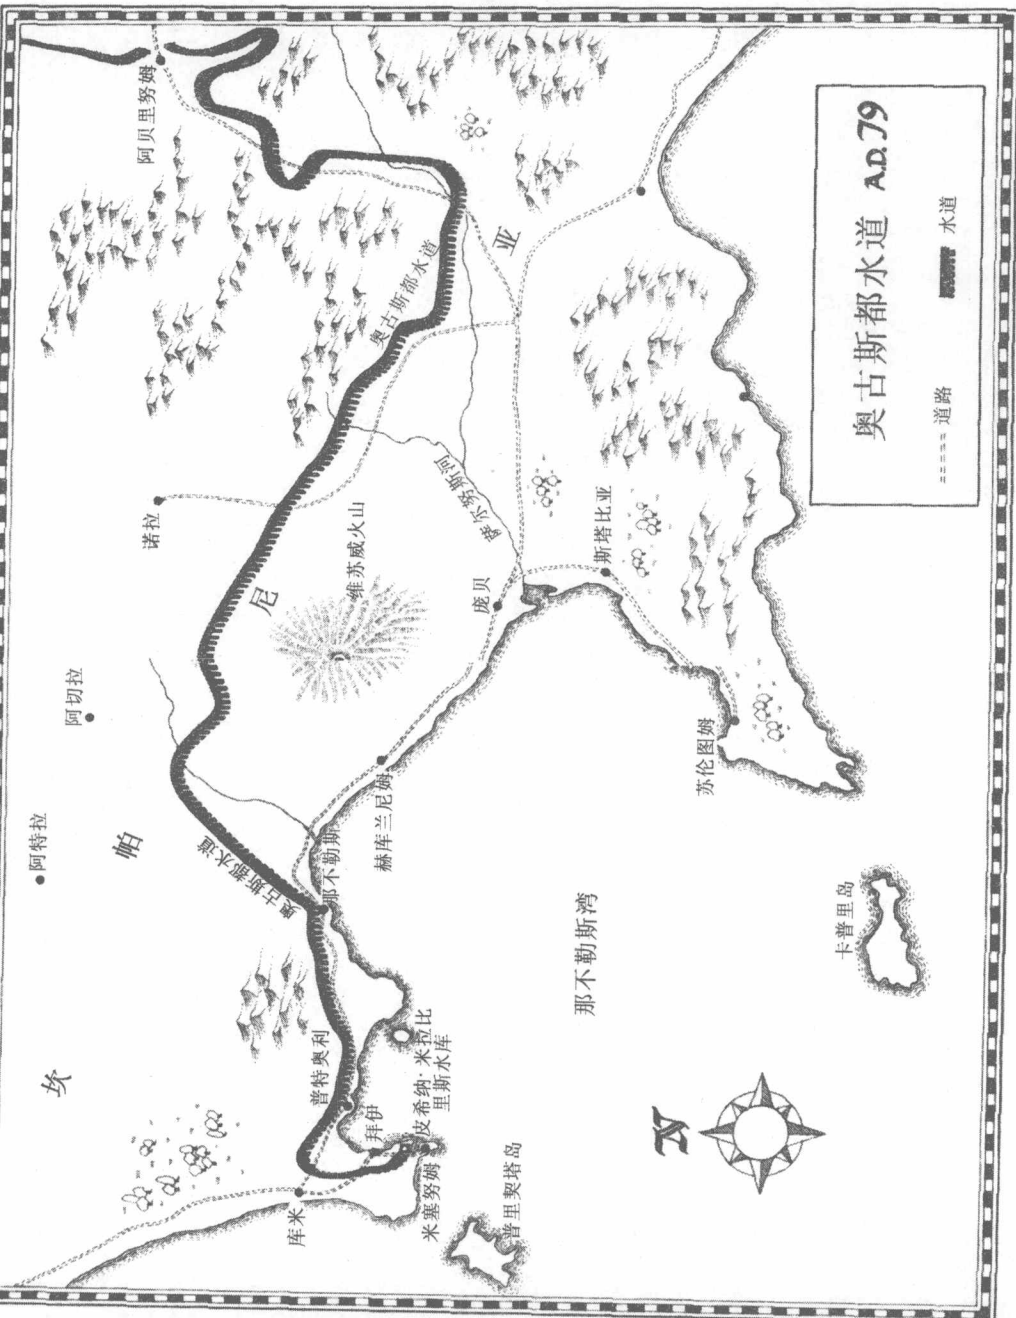 奥古斯都水道 A.D.79
道路
水道
N
坎
帕
尼
亚
阿特拉
阿切拉
诺拉
阿贝里努姆
奥古斯都水道
奥古斯都水道
维苏威火山
萨尔努斯河
库米
普特奥利
那不勒斯
赫库兰尼姆
庞贝
斯塔比亚
拜伊
皮希纳·米拉比
里斯水库
米塞努姆
普里契塔岛
那不勒斯湾
苏伦图姆
卡普里岛